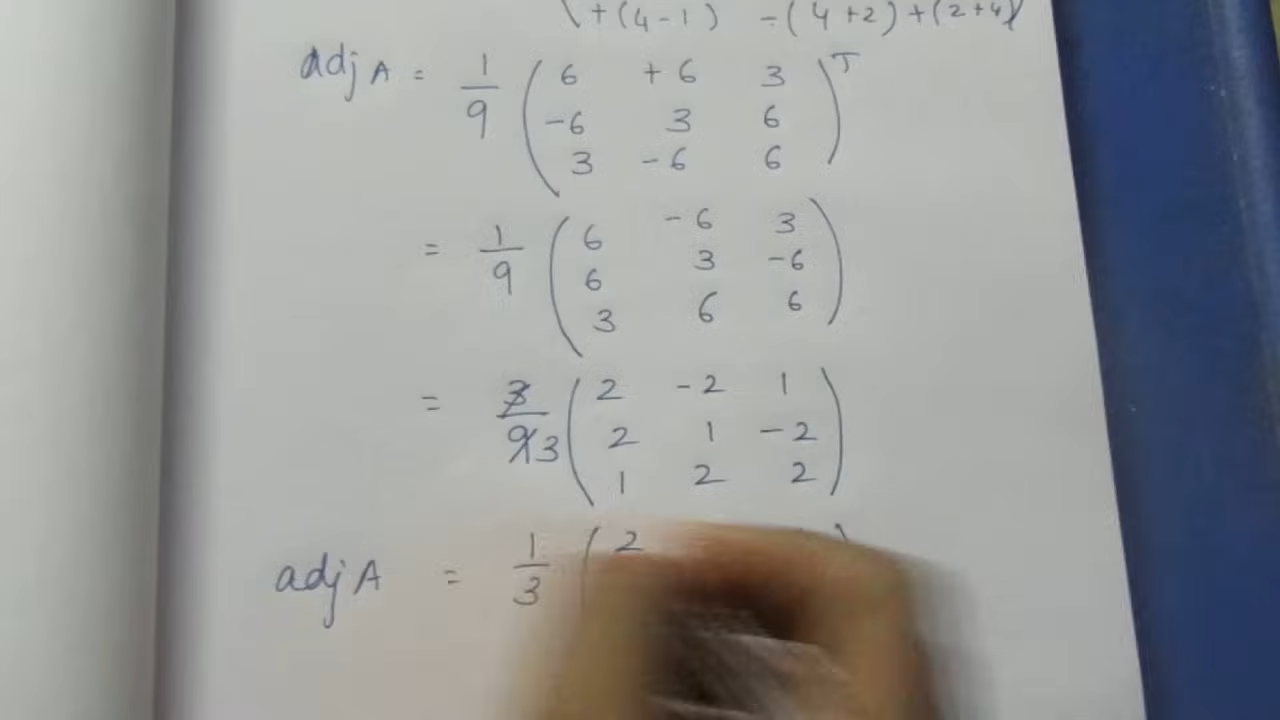 +(4-1) -(4+2) +(2+4)
adj A = 1/9 ( 6 +6 3
-6 3 6
3 -6 6 )T
= 1/9 ( 6 -6 3
6 3 -6
3 6 6 )
= 3/9 3 ( 2 -2 1
2 1 -2
1 2 2 )
adj A = 1/3 ( 2